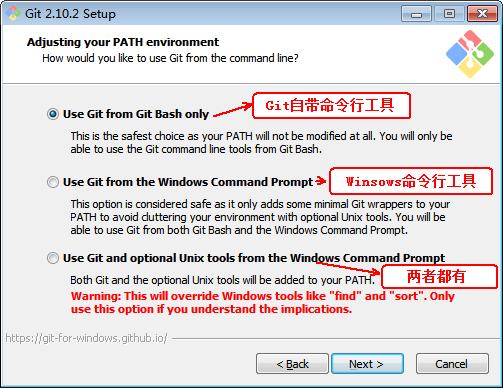 Git 2.10.2 Setup
Adjusting your PATH environment
How would you like to use Git from the command line?
Use Git from Git Bash only
Git自带命令行工具
This is the safest choice as your PATH will not be modified at all. You will only
be able to use the Git command line tools from Git Bash.
Use Git from the Windows Command Prompt
Winsows命令行工具
This option is considered safe as it only adds some minimal Git wrappers to your
PATH to avoid cluttering your environment with optional Unix tools. You will be
able to use Git from both Git Bash and the Windows Command Prompt.
Use Git and optional Unix tools from the Windows Command Prompt
两者都有
Both Git and the optional Unix tools will be added to your PATH.
Warning: This will override Windows tools like "find" and "sort". Only
use this option if you understand the implications.
https://git-for-windows.github.io/
< Back
Next >
Cancel